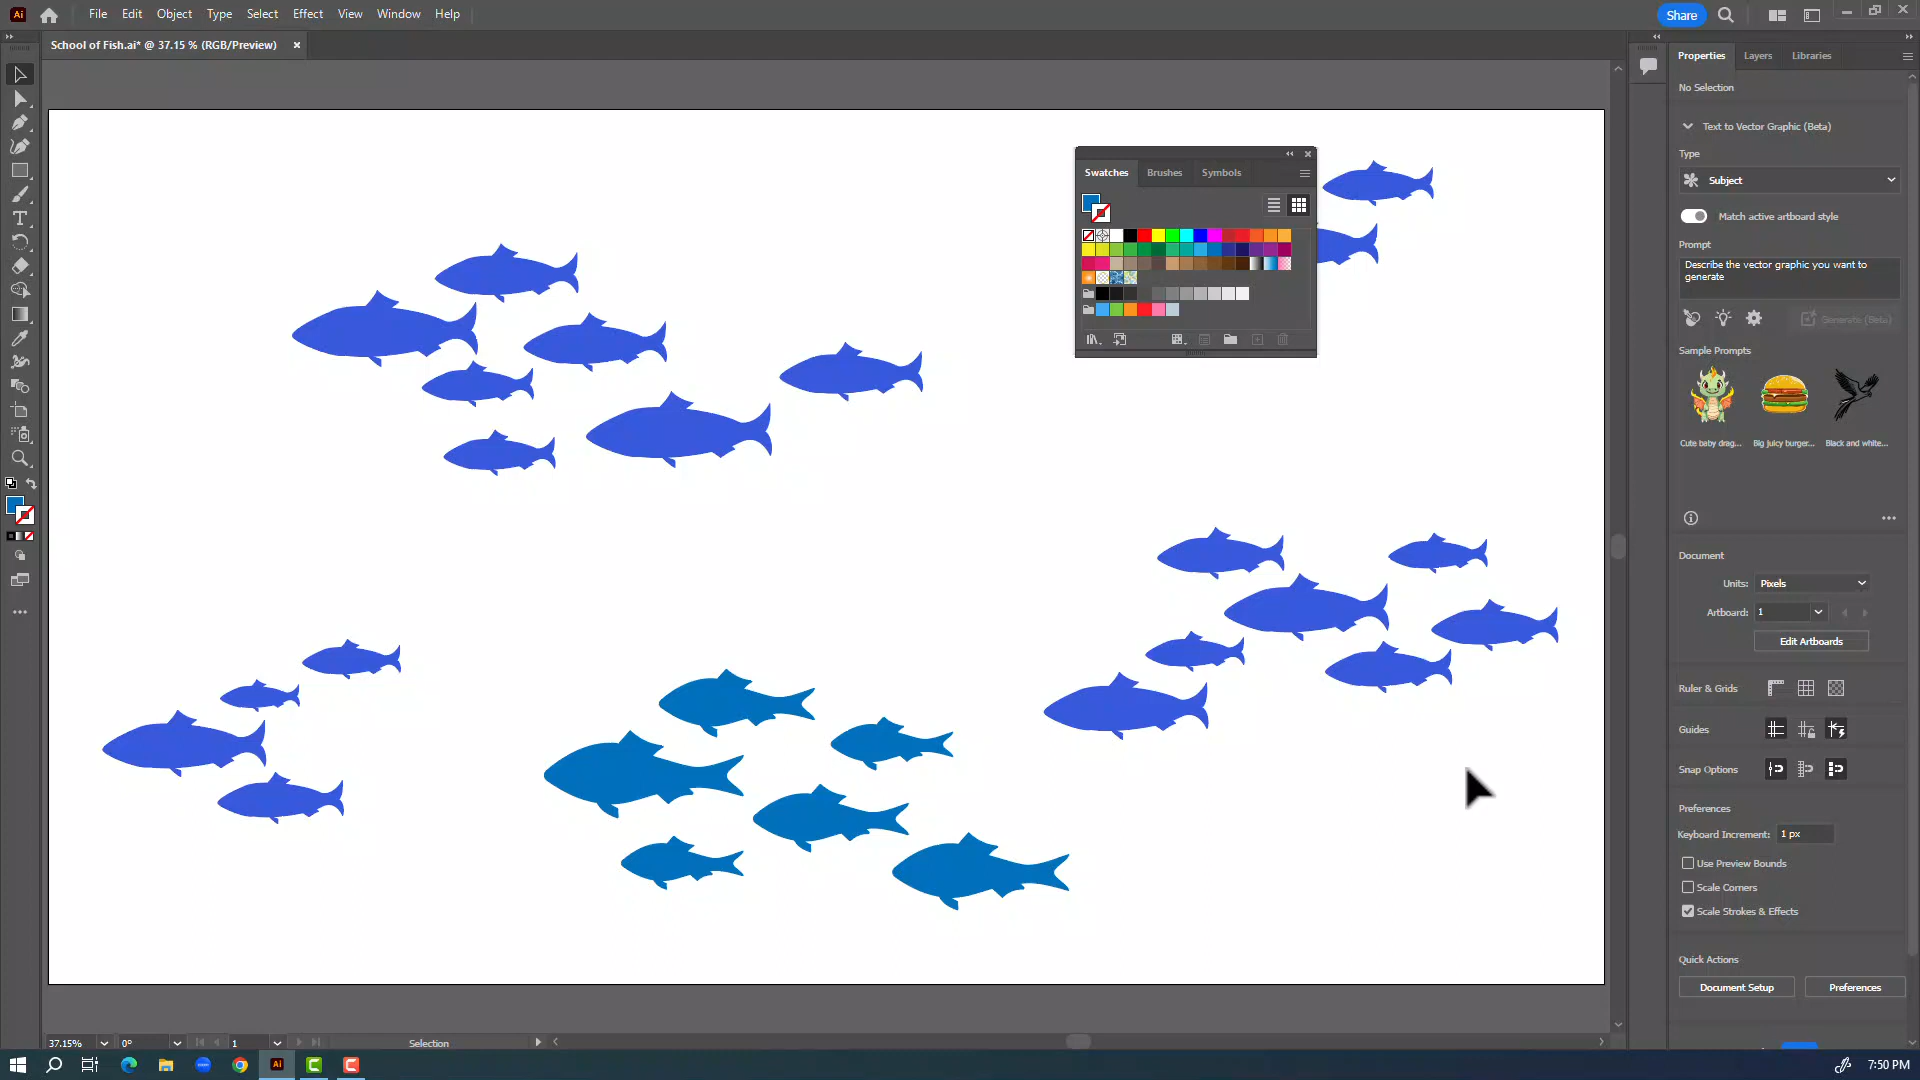 Ai
File Edit Object Type Select Effect View Window Help
Share
School of Fish.ai* @ 37.15 % (RGB/Preview)
Properties Layers Libraries
No Selection
Text to Vector Graphic (Beta)
Type
Subject
Match active artboard style
Prompt
Describe the vector graphic you want to
generate
Generate (Beta)
Sample Prompts
Cute baby drag... Big juicy burger... Black and white...
Swatches Brushes Symbols
Document
Units: Pixels
Artboard: 1
Edit Artboards
Ruler & Grids
Guides
Snap Options
Preferences
Keyboard Increment: 1 px
Use Preview Bounds
Scale Corners
Scale Strokes & Effects
Quick Actions
Document Setup Preferences
37.15% 0° 1 Selection
Ai
7:50 PM